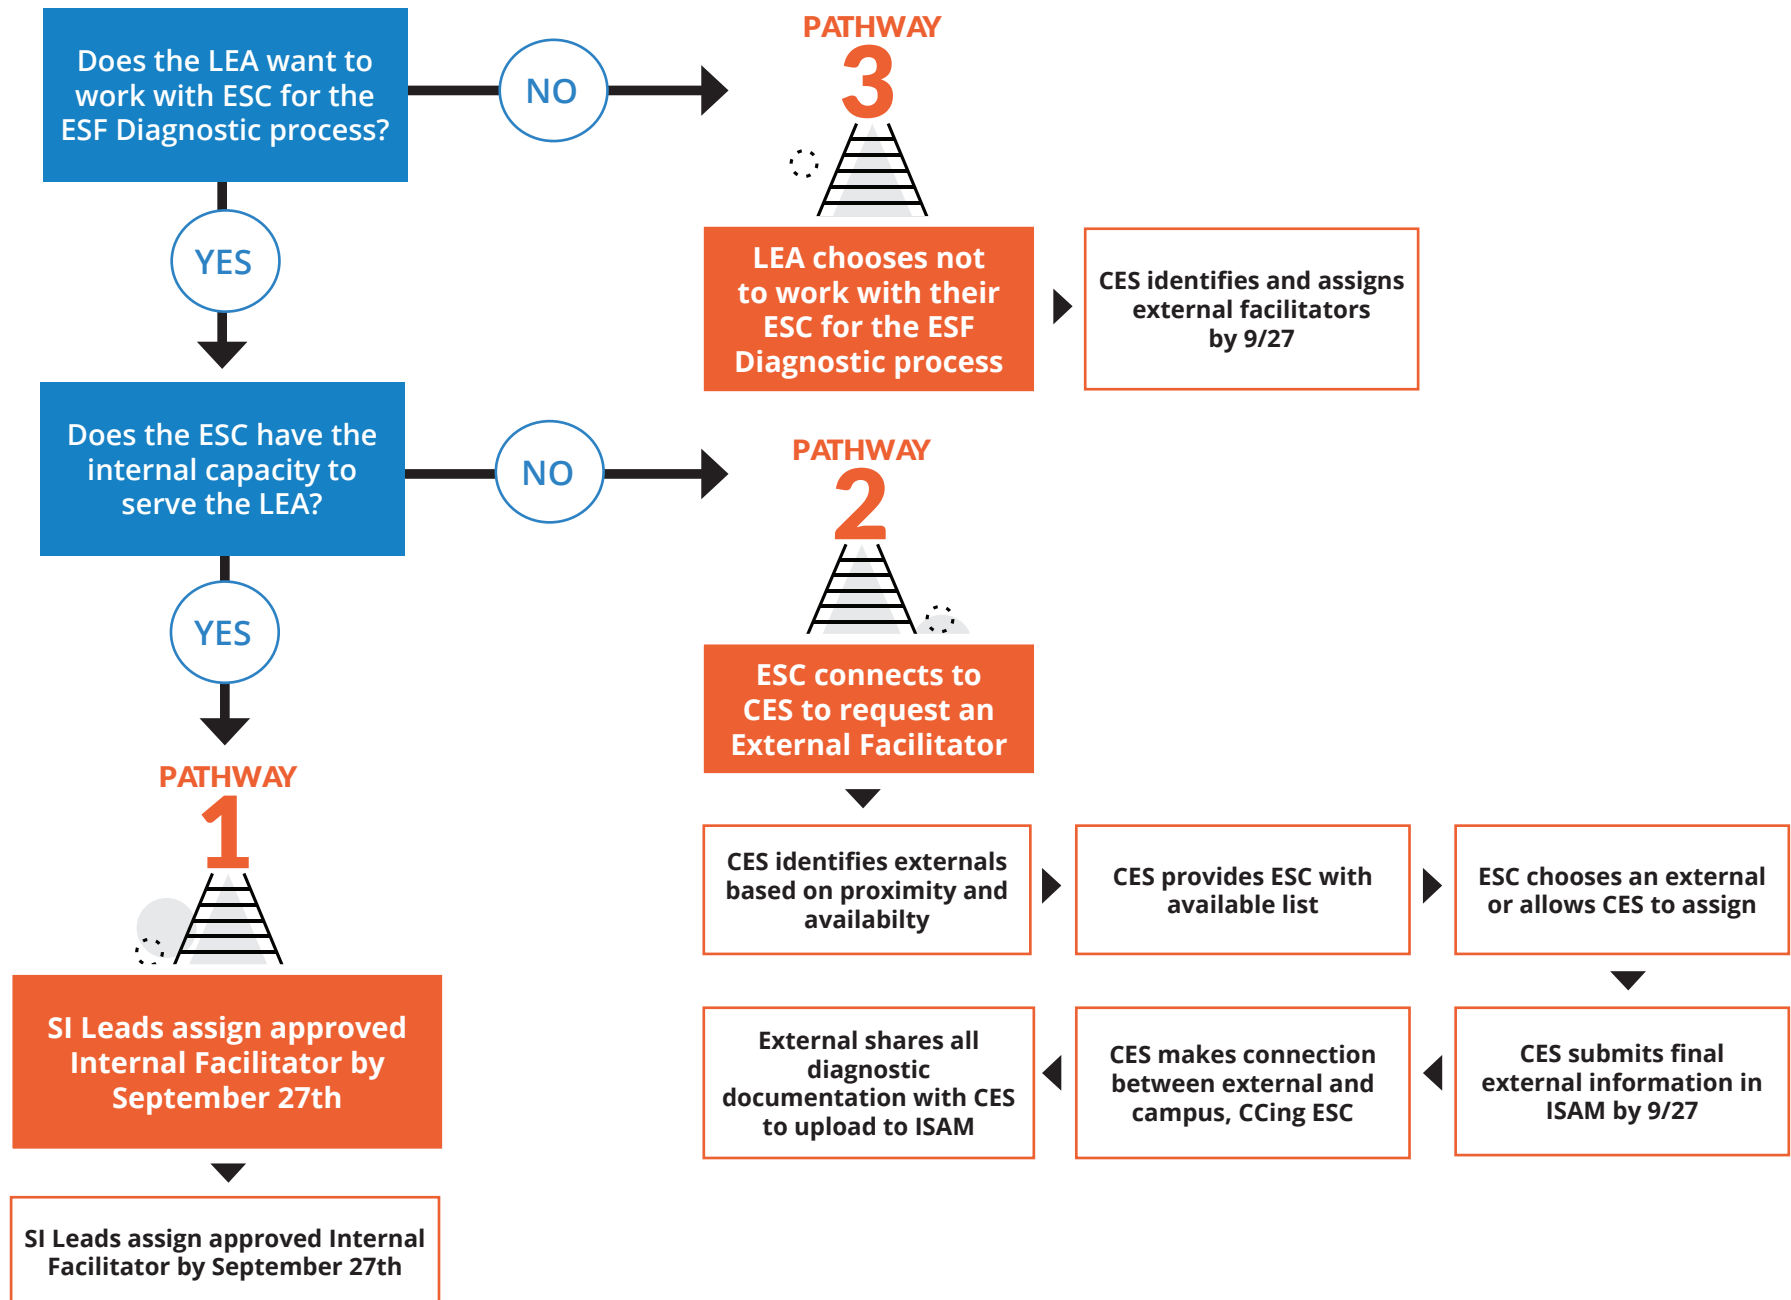 Does the LEA want to
work with ESC for the
ESF Diagnostic process?
NO
PATHWAY
3
YES
LEA chooses not
to work with their
ESC for the ESF
Diagnostic process
CES identifies and assigns
external facilitators
by 9/27
Does the ESC have the
internal capacity to
serve the LEA?
NO
PATHWAY
2
YES
ESC connects to
CES to request an
External Facilitator
PATHWAY
1
CES identifies externals
based on proximity and
availabilty
CES provides ESC with
available list
ESC chooses an external
or allows CES to assign
CES submits final
external information in
ISAM by 9/27
CES makes connection
between external and
campus, CCing ESC
External shares all
diagnostic
documentation with CES
to upload to ISAM
SI Leads assign approved
Internal Facilitator by
September 27th
SI Leads assign approved Internal
Facilitator by September 27th